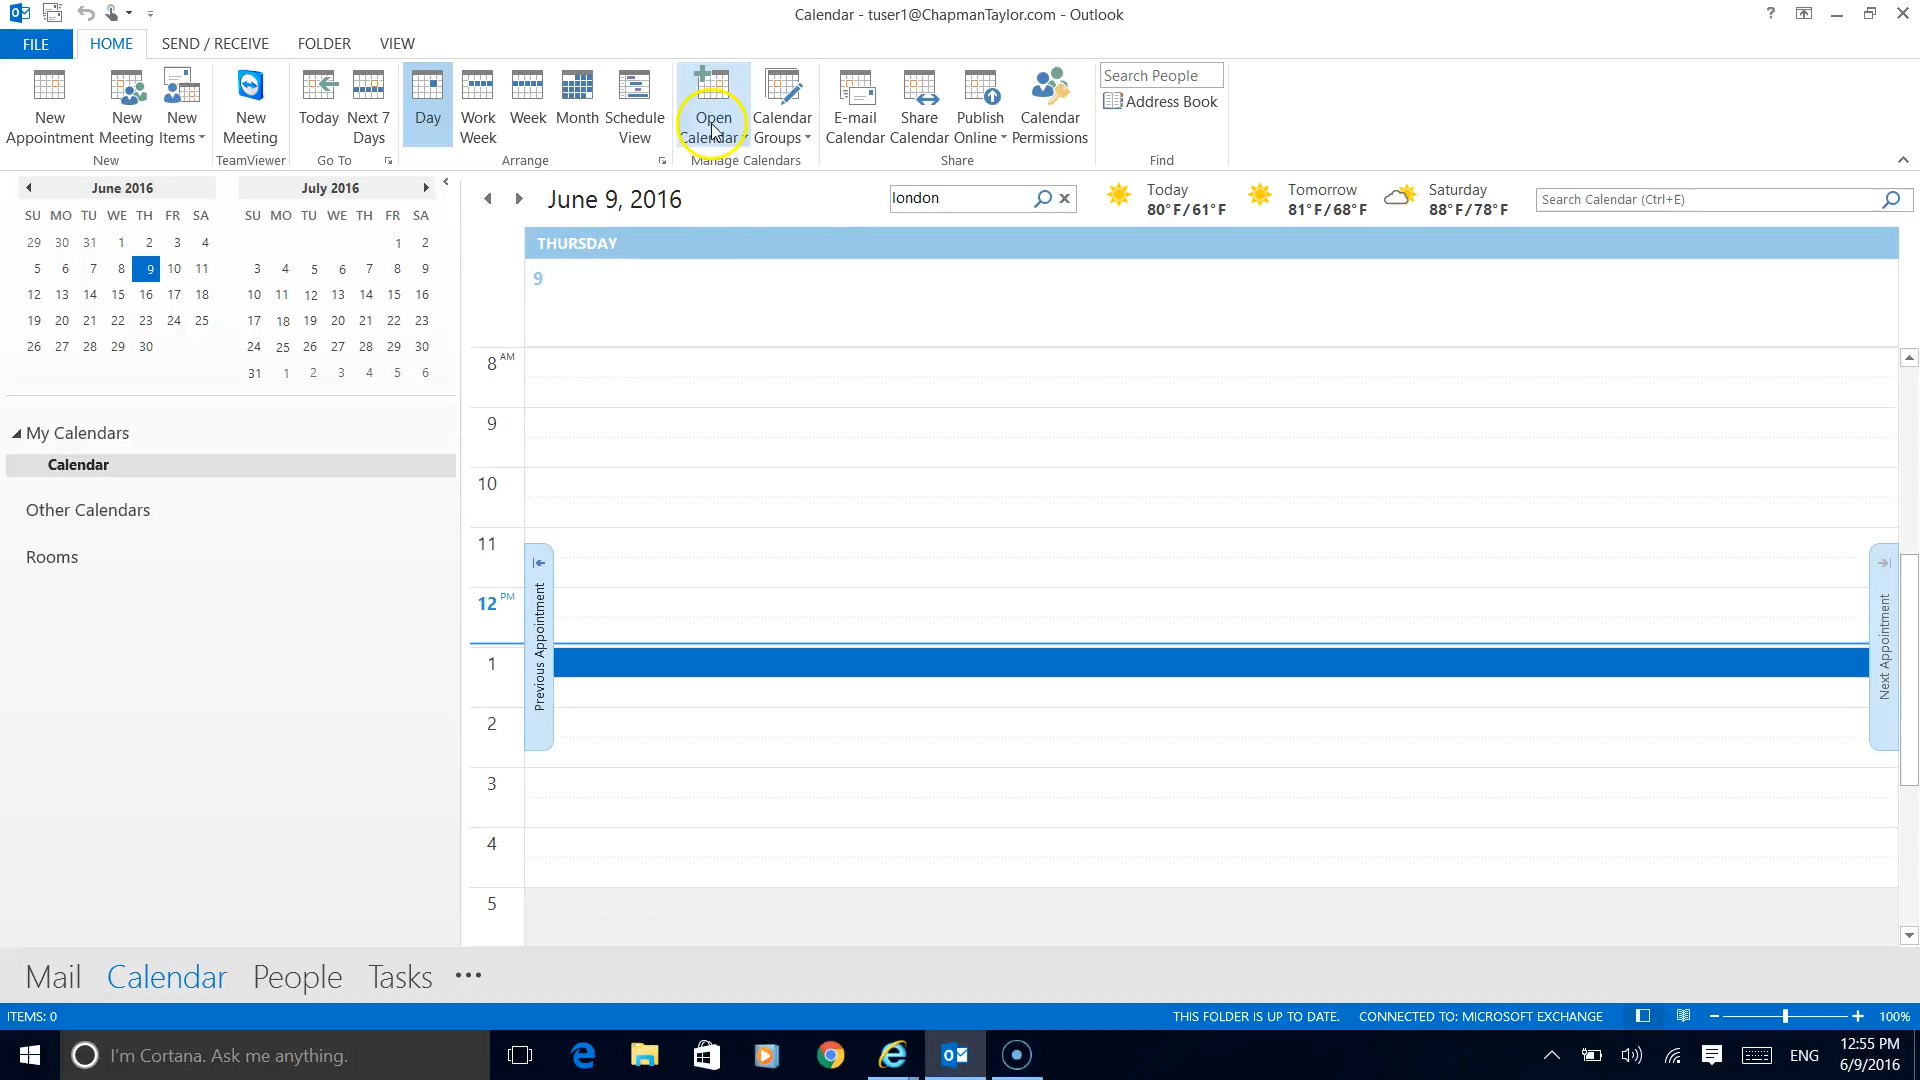 Calendar - tuser1@ChapmanTaylor.com - Outlook
FILE HOME SEND / RECEIVE FOLDER VIEW
New Appointment
New Meeting
New Items
New
New Meeting
TeamViewer
Today
Next 7 Days
Go To
Day
Work Week
Week
Month
Schedule View
Arrange
Open Calendar
Calendar Groups
Manage Calendars
E-mail Calendar
Share Calendar
Publish Online
Calendar Permissions
Share
Search People
Address Book
Find
June 2016
SU MO TU WE TH FR SA
29 30 31 1 2 3 4
5 6 7 8 9 10 11
12 13 14 15 16 17 18
19 20 21 22 23 24 25
26 27 28 29 30
July 2016
SU MO TU WE TH FR SA
1 2
3 4 5 6 7 8 9
10 11 12 13 14 15 16
17 18 19 20 21 22 23
24 25 26 27 28 29 30
31 1 2 3 4 5 6
My Calendars
Calendar
Other Calendars
Rooms
June 9, 2016
london
Today
80°F/61°F
Tomorrow
81°F/68°F
Saturday
88°F/78°F
Search Calendar (Ctrl+E)
THURSDAY
9
8 AM
9
10
11
12 PM
1
2
3
4
5
Previous Appointment
Next Appointment
Mail Calendar People Tasks
ITEMS: 0
THIS FOLDER IS UP TO DATE. CONNECTED TO: MICROSOFT EXCHANGE
100%
I'm Cortana. Ask me anything.
ENG
12:55 PM
6/9/2016